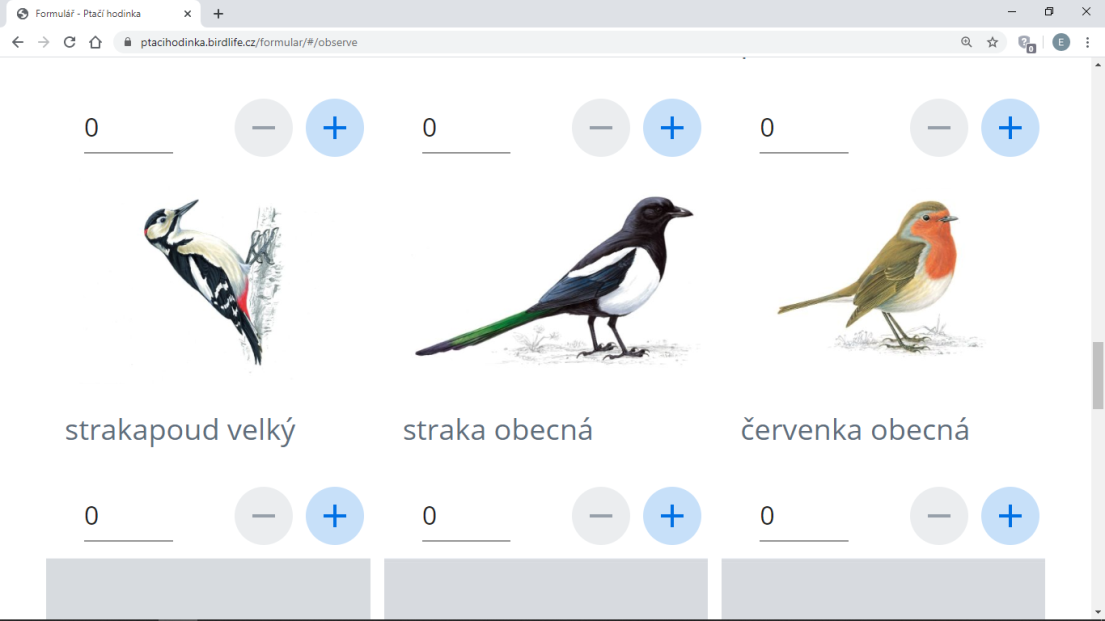 Formulář - Ptačí hodinka
ptacihodinka.birdlife.cz/formular/#/observe
0
E
0 0 0
strakapoud velký straka obecná červenka obecná
0 0 0